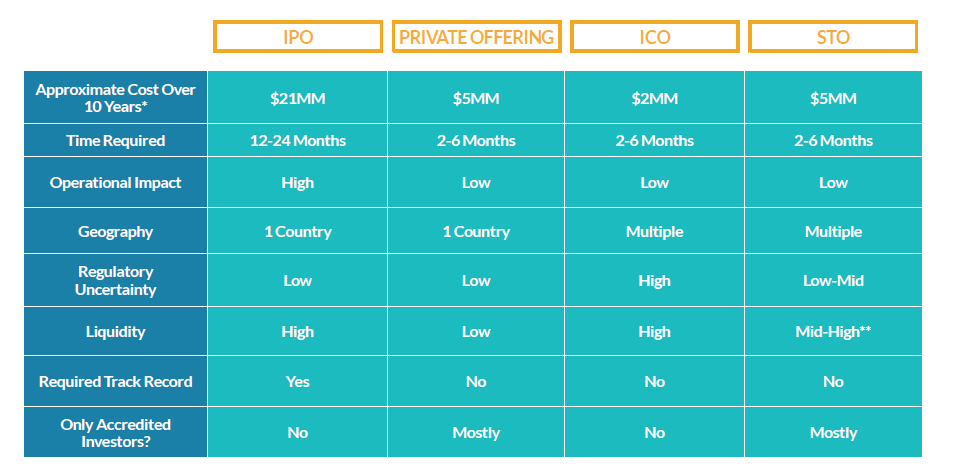 IPO PRIVATE OFFERING ICO STO
Approximate Cost Over
10 Years* $21MM $5MM $2MM $5MM
Time Required 12-24 Months 2-6 Months 2-6 Months 2-6 Months
Operational Impact High Low Low Low
Geography 1 Country 1 Country Multiple Multiple
Regulatory
Uncertainty Low Low High Low-Mid
Liquidity High Low High Mid-High**
Required Track Record Yes No No No
Only Accredited
Investors? No Mostly No Mostly